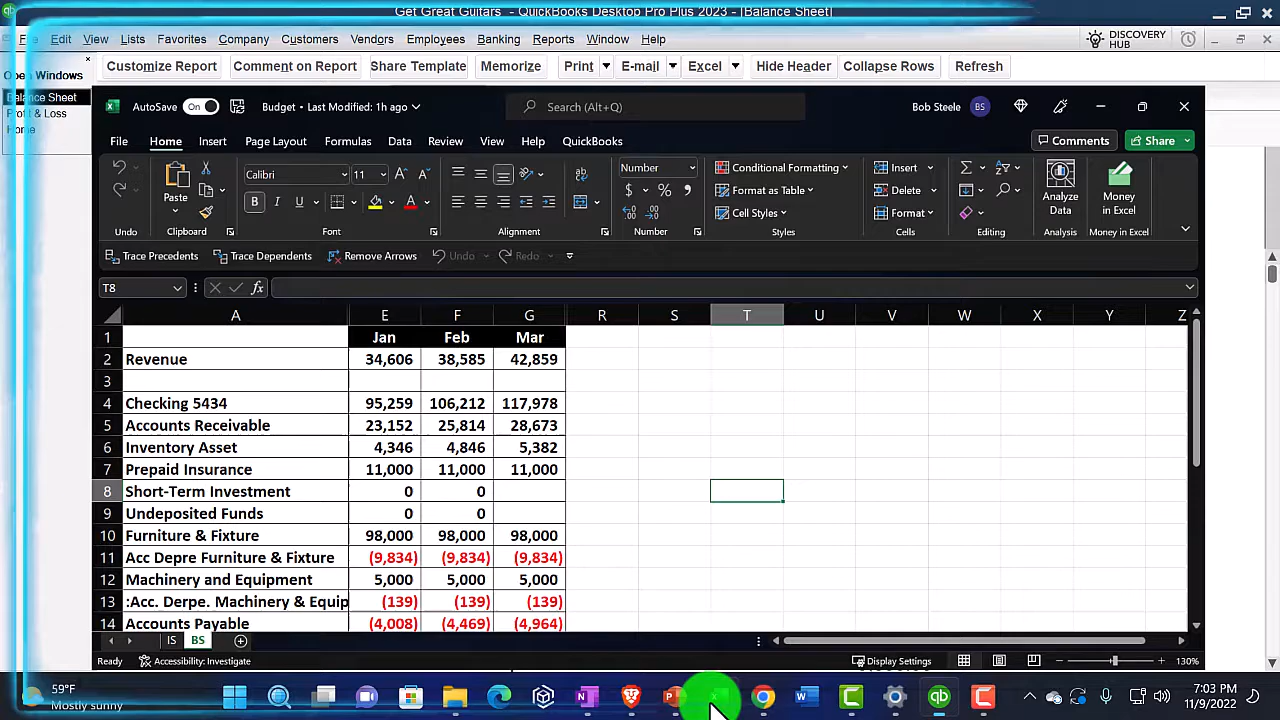 Get Great Guitars - QuickBooks Desktop Pro Plus 2023 - [Balance Sheet]
File Edit View Lists Favorites Company Customers Vendors Employees Banking Reports Window Help DISCOVERY HUB
Open Windows
Balance Sheet
Profit & Loss
Home
Customize Report Comment on Report Share Template Memorize Print E-mail Excel Hide Header Collapse Rows Refresh
AutoSave On Budget • Last Modified: 1h ago Search (Alt+Q) Bob Steele BS
File Home Insert Page Layout Formulas Data Review View Help QuickBooks Comments Share
Undo
Paste
Clipboard
Calibri 11
B I U A
Font
ab
Alignment
Number
$ % 9
Number
Conditional Formatting
Format as Table
Cell Styles
Styles
Insert
Delete
Format
Cells
Editing
Analyze Data
Analysis
Money in Excel
Money in Excel
Trace Precedents Trace Dependents Remove Arrows Undo Redo
T8 fx
A E F G R S T U V W X Y Z
1 Jan Feb Mar
2 Revenue 34,606 38,585 42,859
3
4 Checking 5434 95,259 106,212 117,978
5 Accounts Receivable 23,152 25,814 28,673
6 Inventory Asset 4,346 4,846 5,382
7 Prepaid Insurance 11,000 11,000 11,000
8 Short-Term Investment 0 0
9 Undeposited Funds 0 0
10 Furniture & Fixture 98,000 98,000 98,000
11 Acc Depre Furniture & Fixture (9,834) (9,834) (9,834)
12 Machinery and Equipment 5,000 5,000 5,000
13 :Acc. Derpe. Machinery & Equip (139) (139) (139)
14 Accounts Payable (4,008) (4,469) (4,964)
IS BS
Ready Accessibility: Investigate Display Settings 130%
59°F
Mostly sunny
7:03 PM
11/9/2022